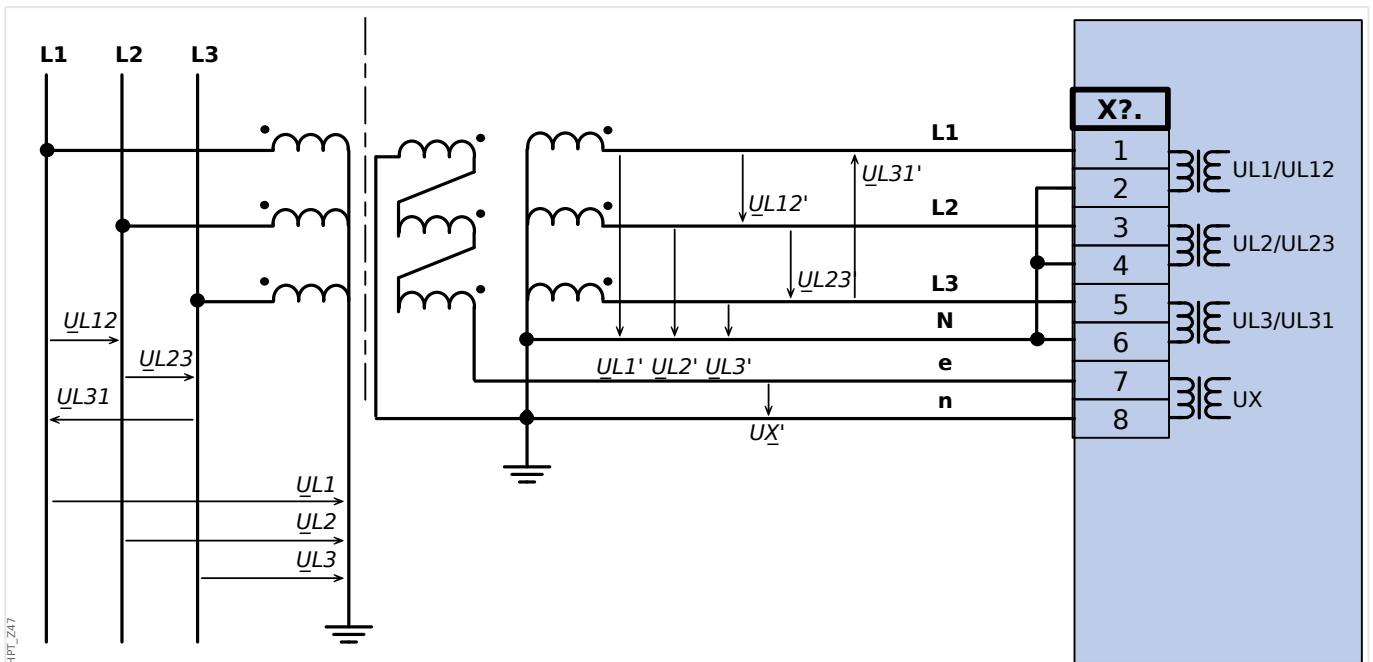 L1 L2 L3
X?.
L1
1
UL31'
UL1/UL12
2
UL12'
L2
3
UL2/UL23
4
UL23'
L3
5
UL12
N
UL3/UL31
6
UL23
UL1' UL2' UL3'
e
7
UL31
n
UX
8
UX'
UL1
UL2
UL3
HPT_Z47